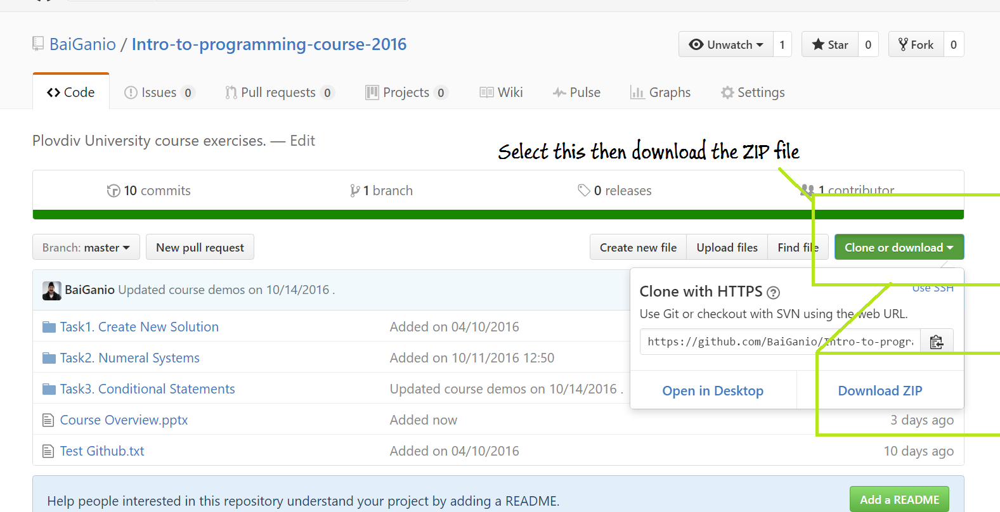 BaiGanio / Intro-to-programming-course-2016
Unwatch 1 Star 0 Fork 0
Code Issues 0 Pull requests 0 Projects 0 Wiki Pulse Graphs Settings
Plovdiv University course exercises. — Edit
Select this then download the ZIP file
10 commits 1 branch 0 releases 1 contributor
Branch: master New pull request Create new file Upload files Find file Clone or download
BaiGanio Updated course demos on 10/14/2016 .
Clone with HTTPS Use SSH
Use Git or checkout with SVN using the web URL.
https://github.com/BaiGanio/Intro-to-progra
Open in Desktop Download ZIP
Task1. Create New Solution Added on 04/10/2016
Task2. Numeral Systems Added on 10/11/2016 12:50
Task3. Conditional Statements Updated course demos on 10/14/2016 .
Course Overview.pptx Added now 3 days ago
Test Github.txt Added on 04/10/2016 10 days ago
Help people interested in this repository understand your project by adding a README. Add a README